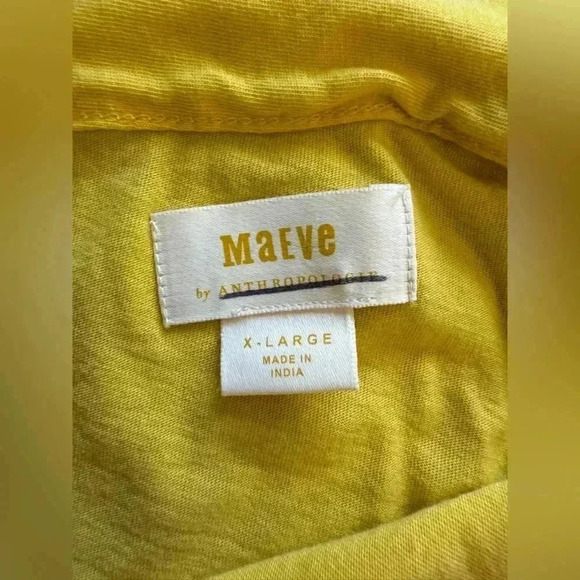 MaEVe
by ANTHROPOLOGIE
X-LARGE
MADE IN
INDIA